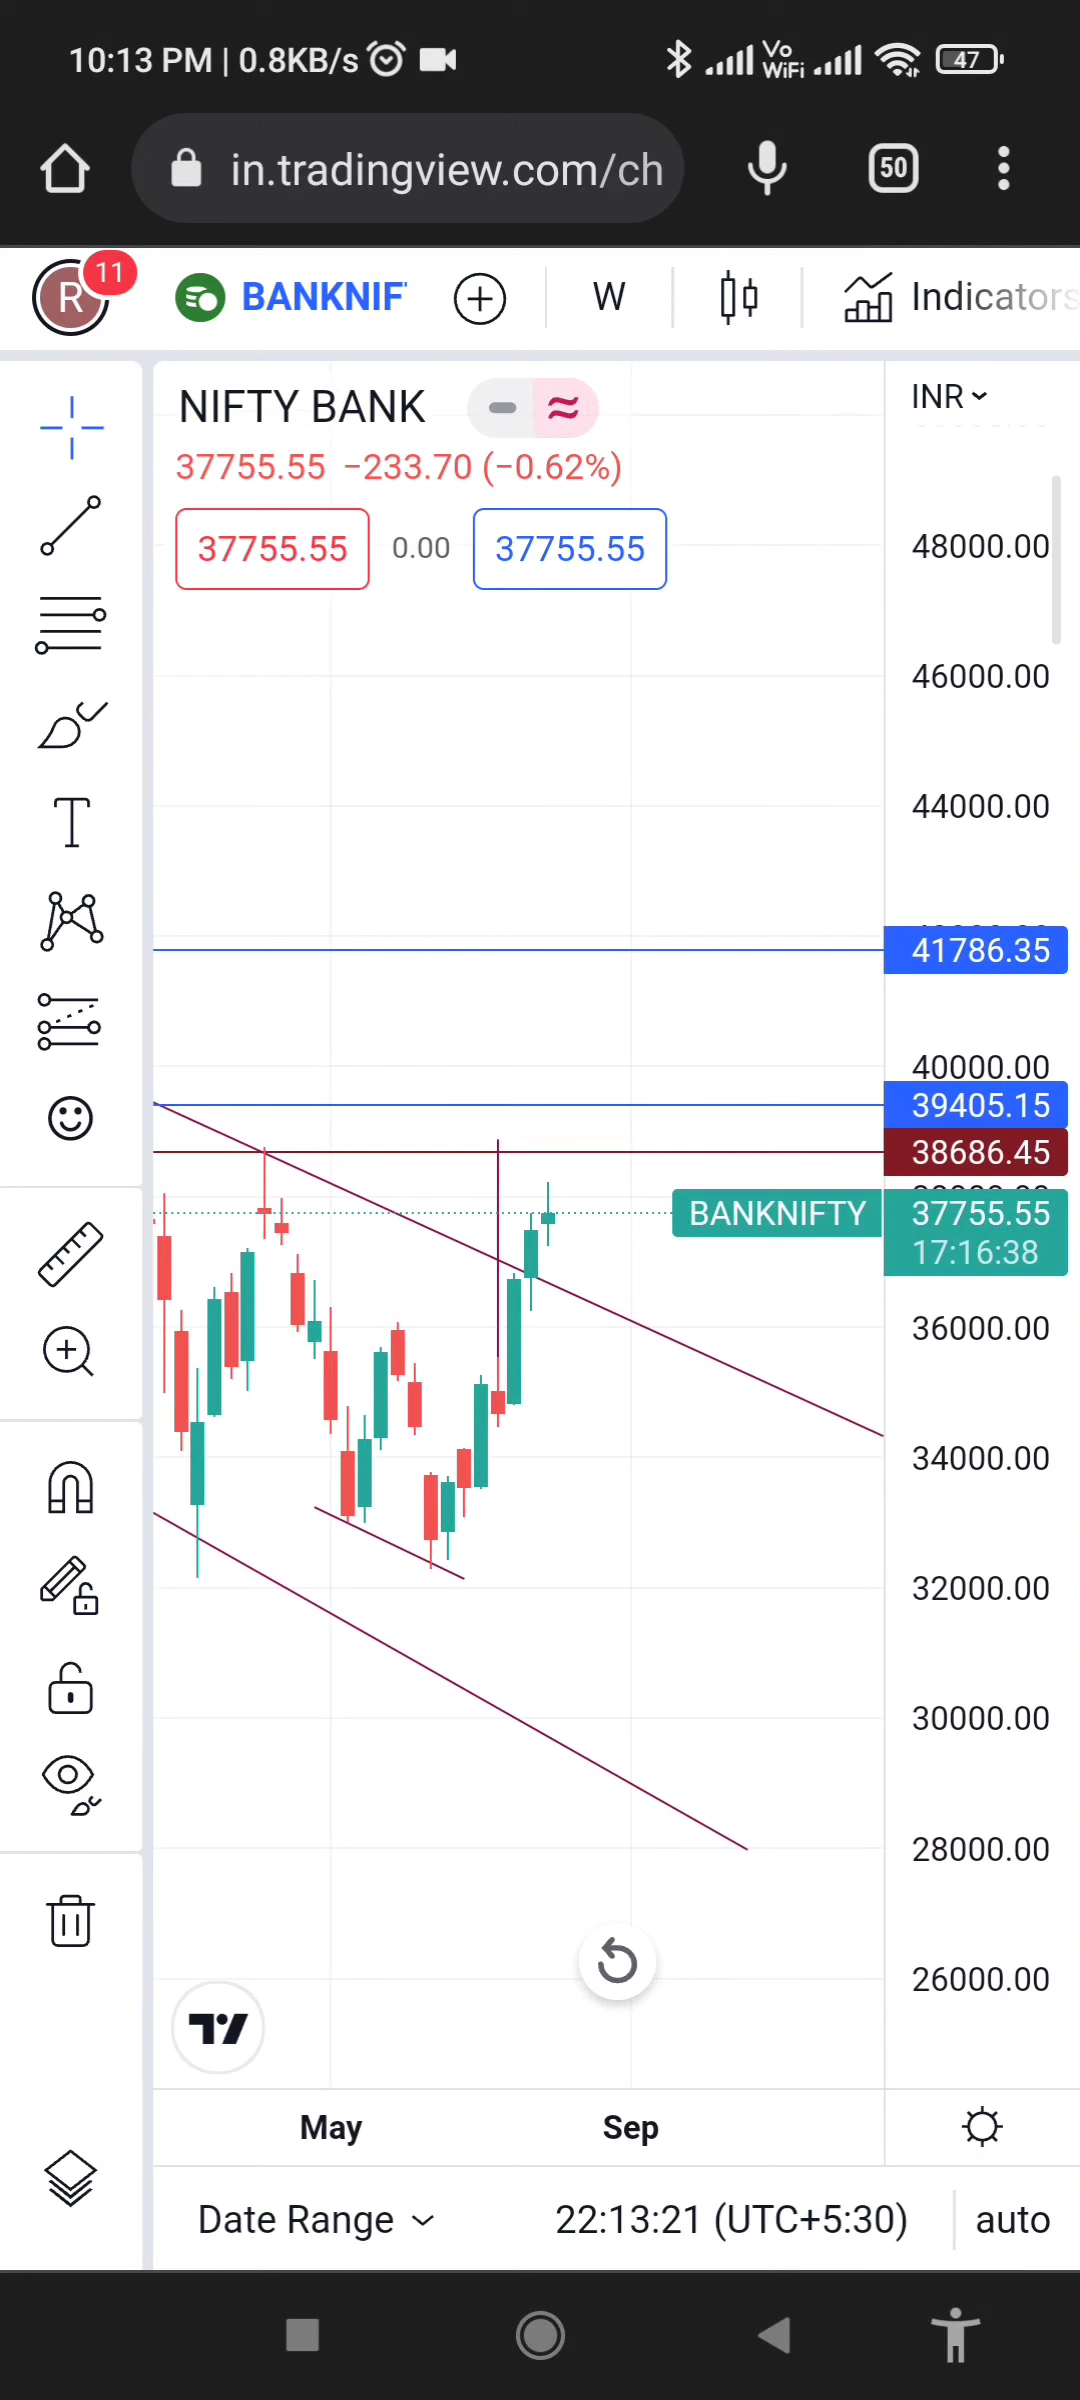 10:13 PM | 0.8KB/s
Vo
WiFi
47
in.tradingview.com/ch
50
R
11
BANKNIF
W
Indicators
NIFTY BANK
INR
37755.55 −233.70 (−0.62%)
37755.55
0.00
37755.55
48000.00
46000.00
44000.00
41786.35
40000.00
39405.15
38686.45
BANKNIFTY
37755.55
17:16:38
36000.00
34000.00
32000.00
30000.00
28000.00
26000.00
May
Sep
Date Range
22:13:21 (UTC+5:30)
auto